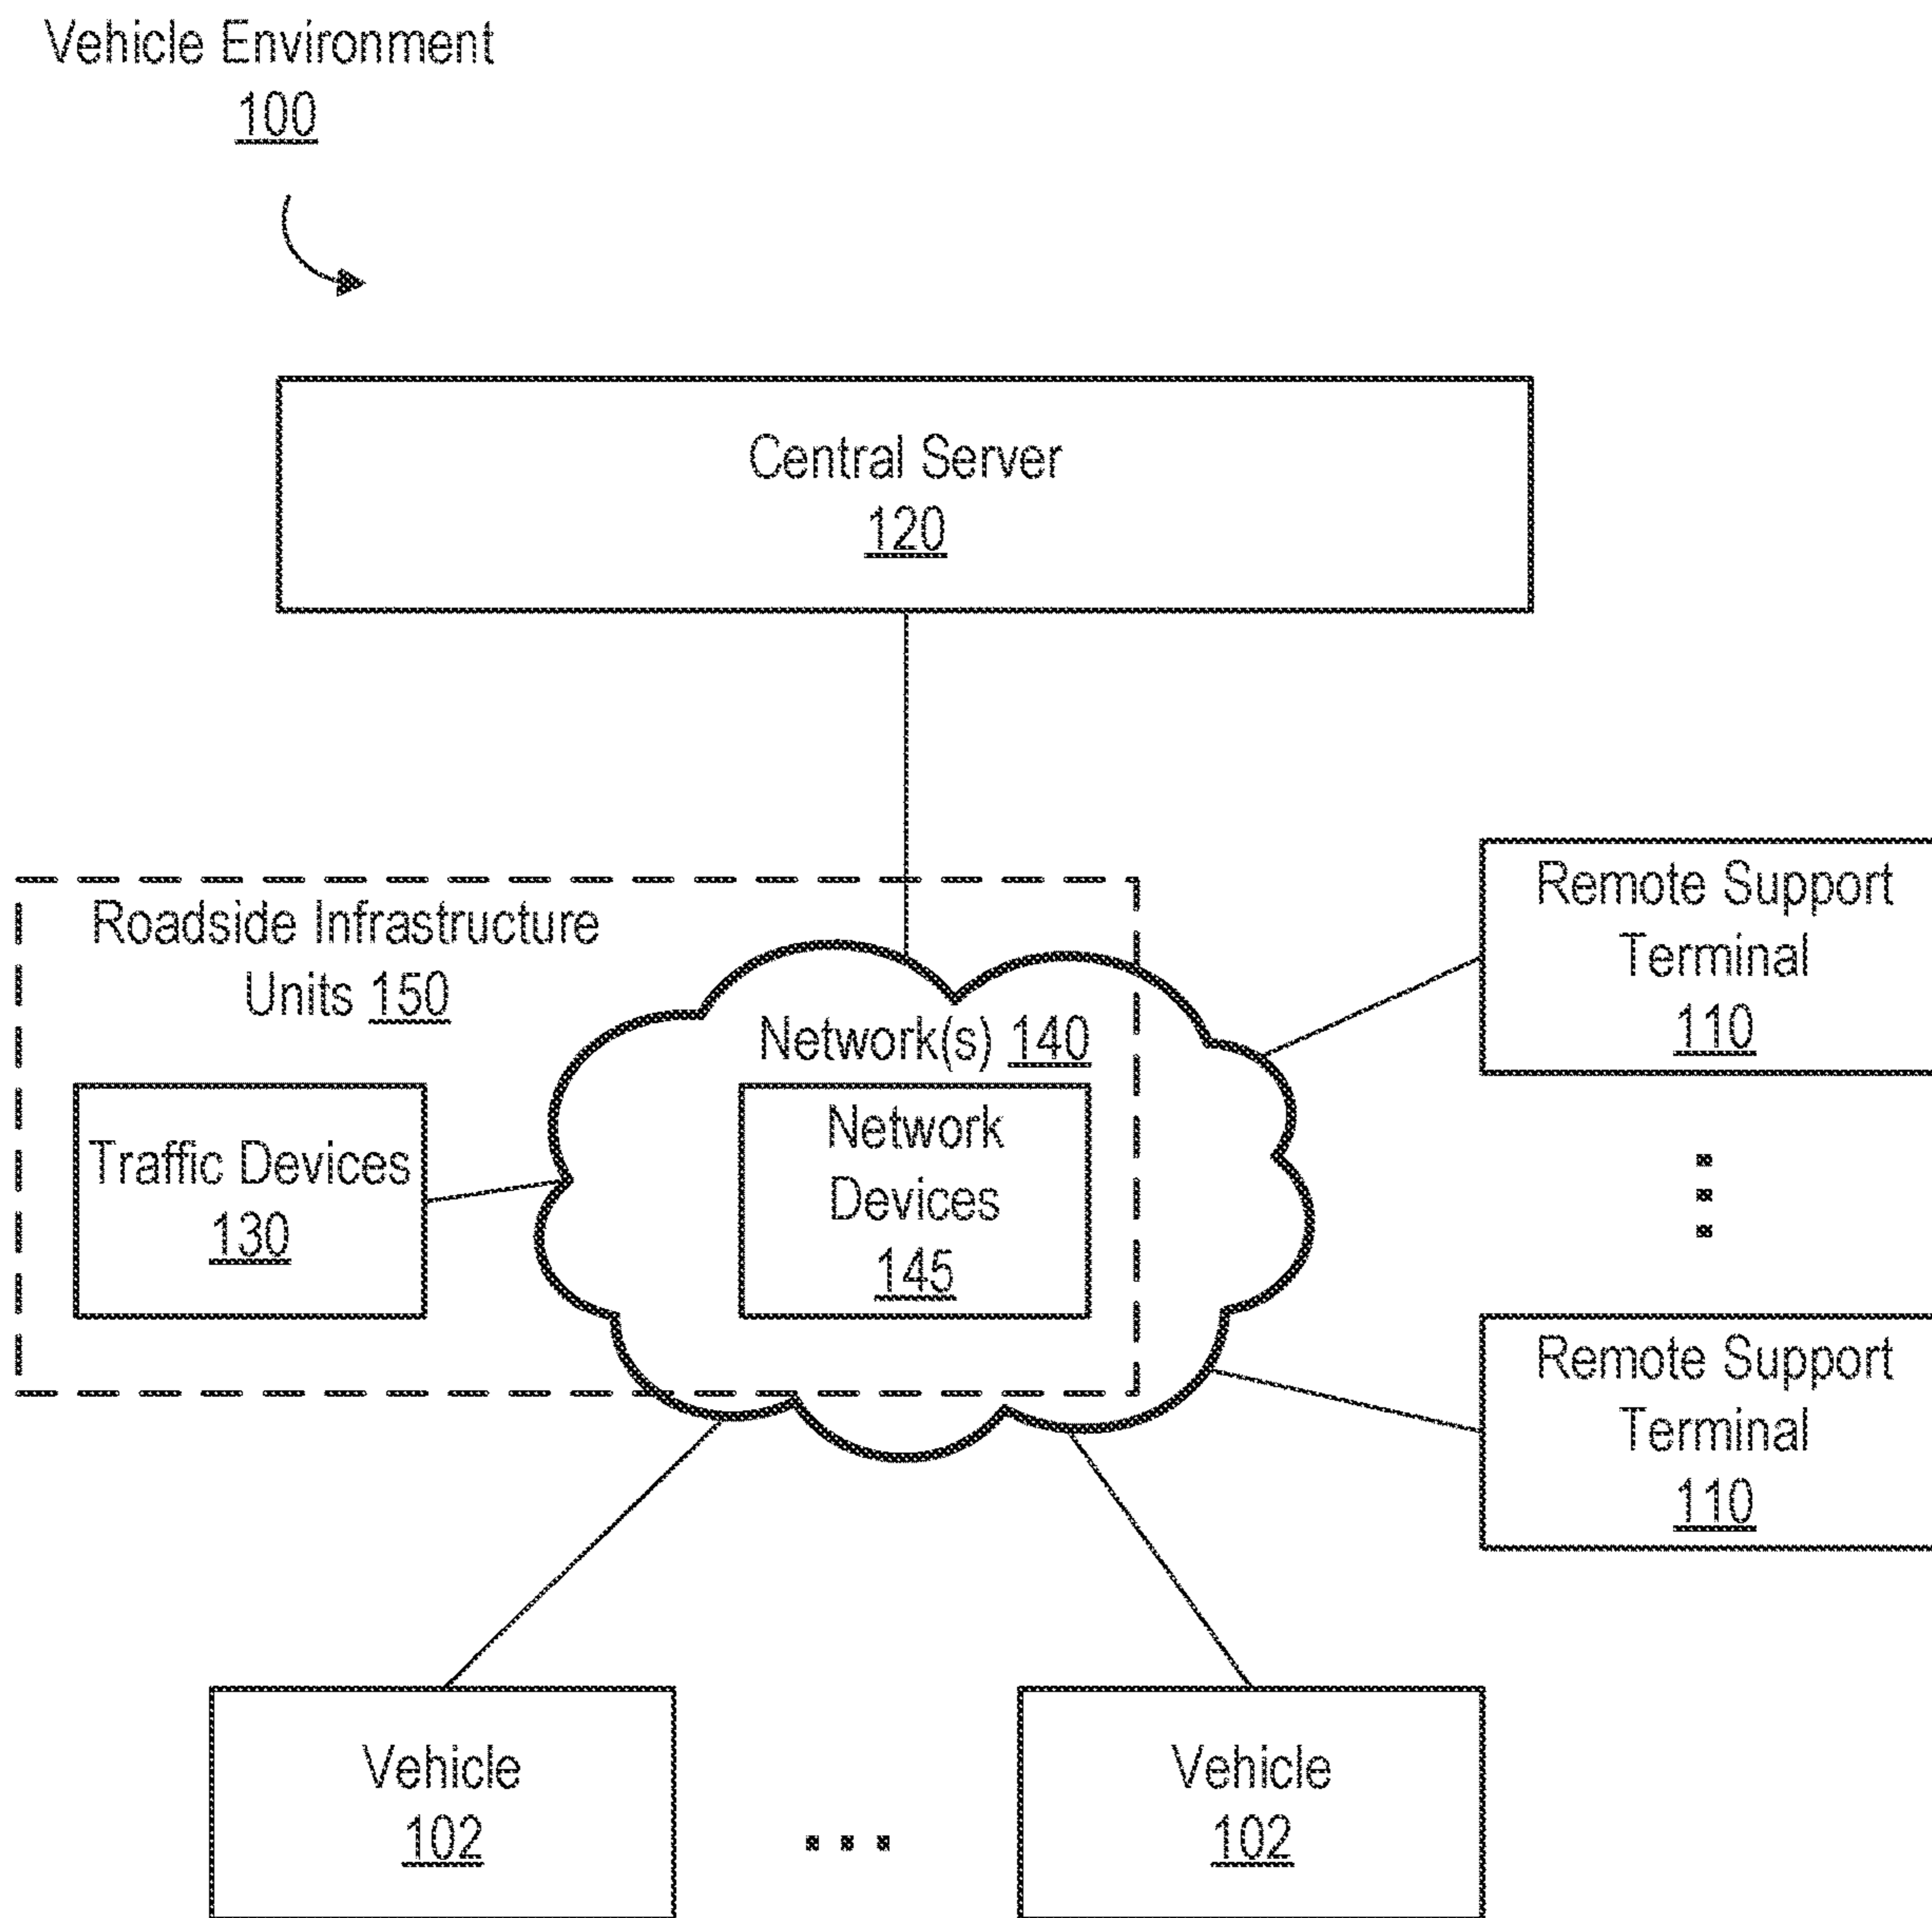 Vehicle Environment
100
Central Server
120
Roadside Infrastructure
Units 150
Network(s) 140
Traffic Devices
130
Network
Devices
145
Remote Support
Terminal
110
Remote Support
Terminal
110
Vehicle
102
...
Vehicle
102